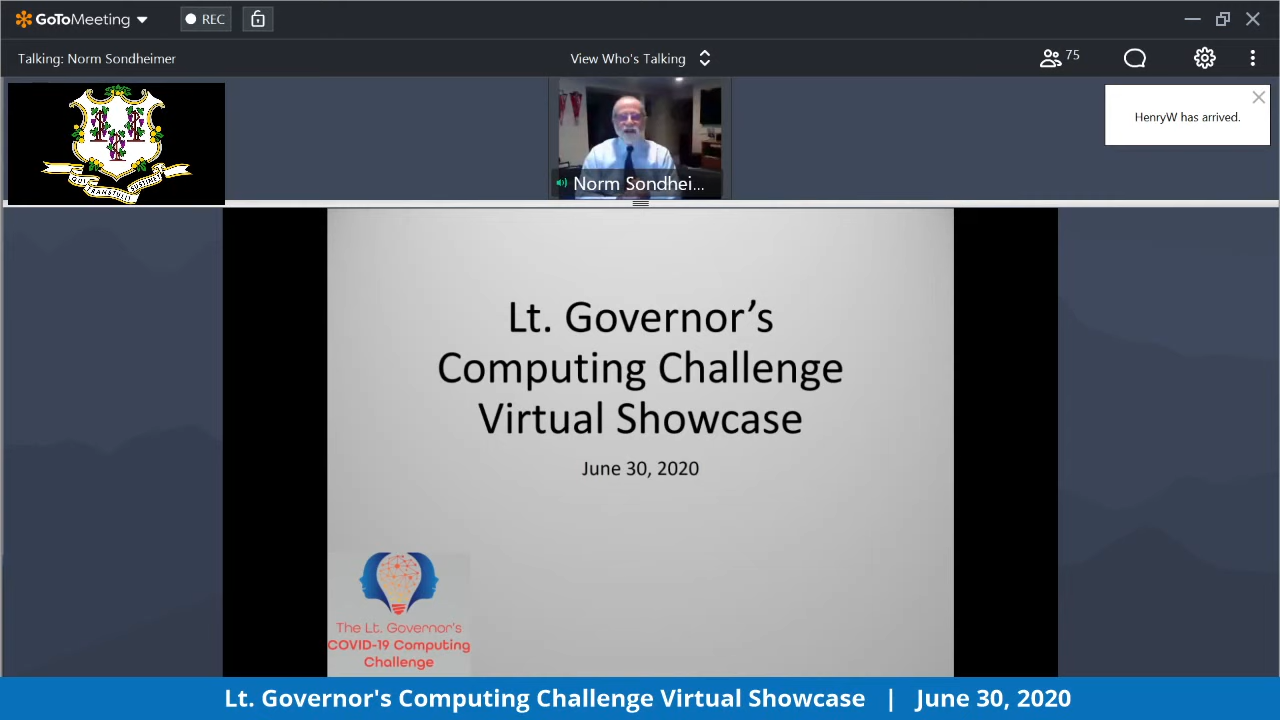 GoToMeeting
REC
Talking: Norm Sondheimer
View Who's Talking
75
HenryW has arrived.
Norm Sondhei...
Lt. Governor's
Computing Challenge
Virtual Showcase
June 30, 2020
The Lt. Governor's
COVID-19 Computing
Challenge
Lt. Governor's Computing Challenge Virtual Showcase | June 30, 2020